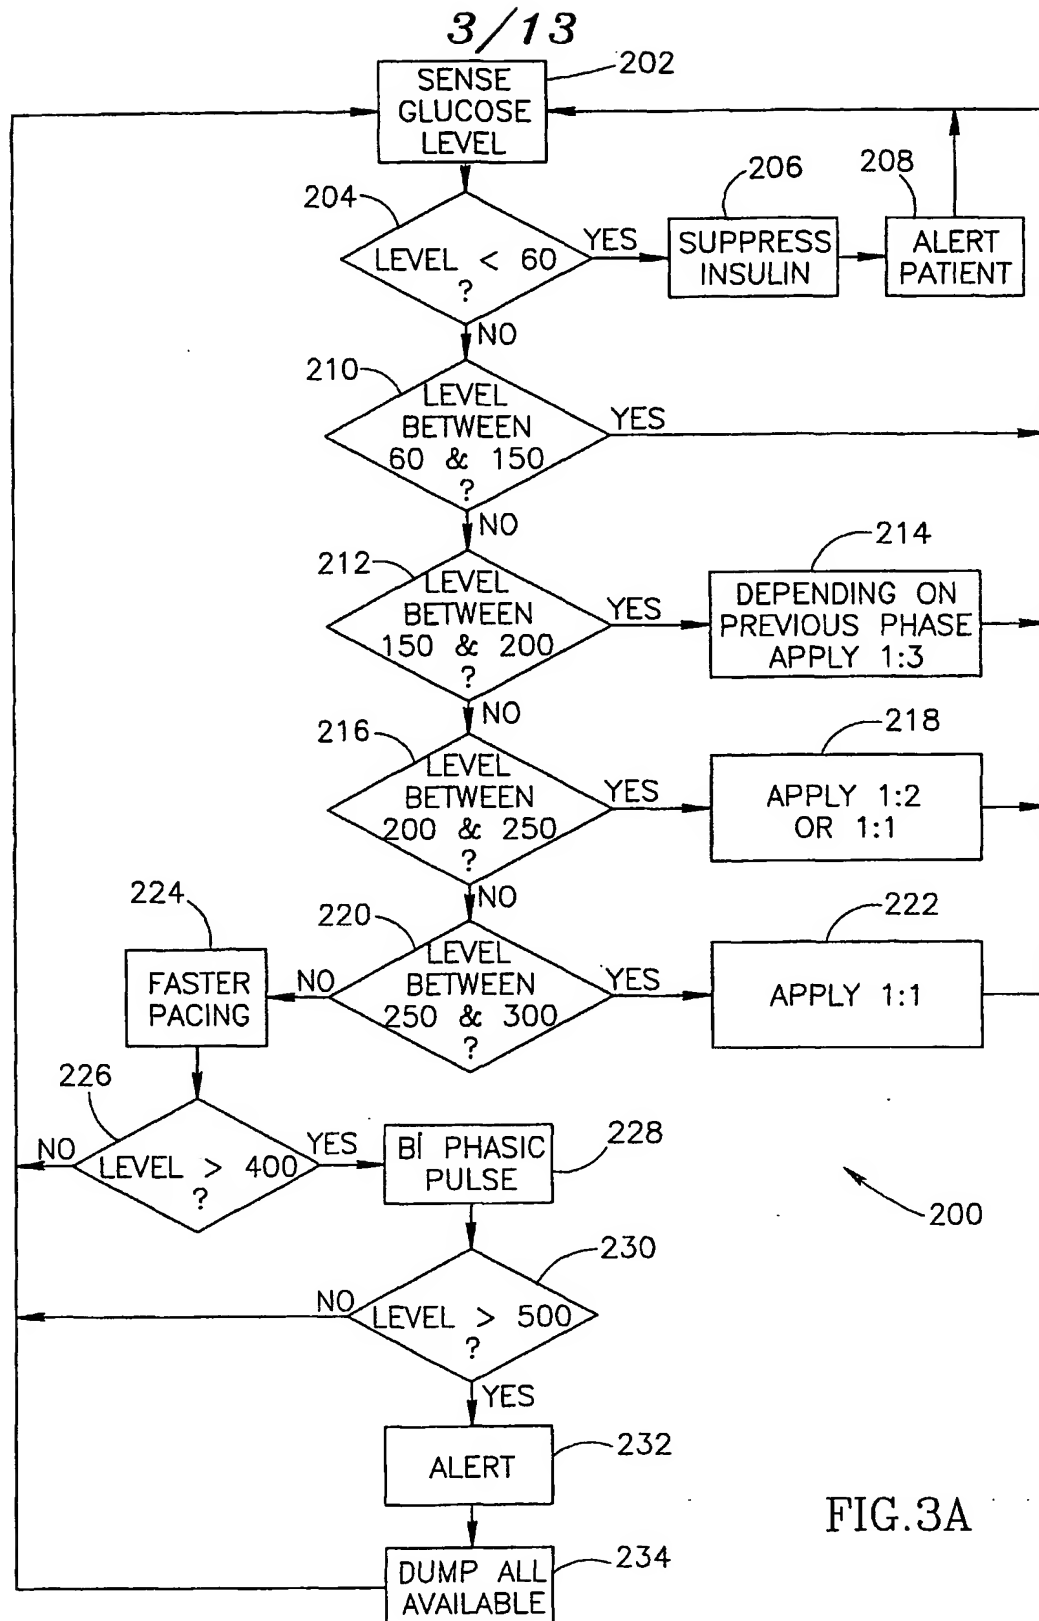 3/13
SENSE
GLUCOSE
LEVEL
202
204
LEVEL < 60
?
YES
206
SUPPRESS
INSULIN
208
ALERT
PATIENT
NO
210
LEVEL
BETWEEN
60 & 150
?
YES
NO
212
LEVEL
BETWEEN
150 & 200
?
YES
214
DEPENDING ON
PREVIOUS PHASE
APPLY 1:3
NO
216
LEVEL
BETWEEN
200 & 250
?
YES
218
APPLY 1:2
OR 1:1
NO
220
LEVEL
BETWEEN
250 & 300
?
YES
222
APPLY 1:1
NO
224
FASTER
PACING
226
LEVEL > 400
?
NO
YES
BI PHASIC
PULSE
228
200
230
LEVEL > 500
?
NO
YES
ALERT
232
DUMP ALL
AVAILABLE
234
FIG.3A